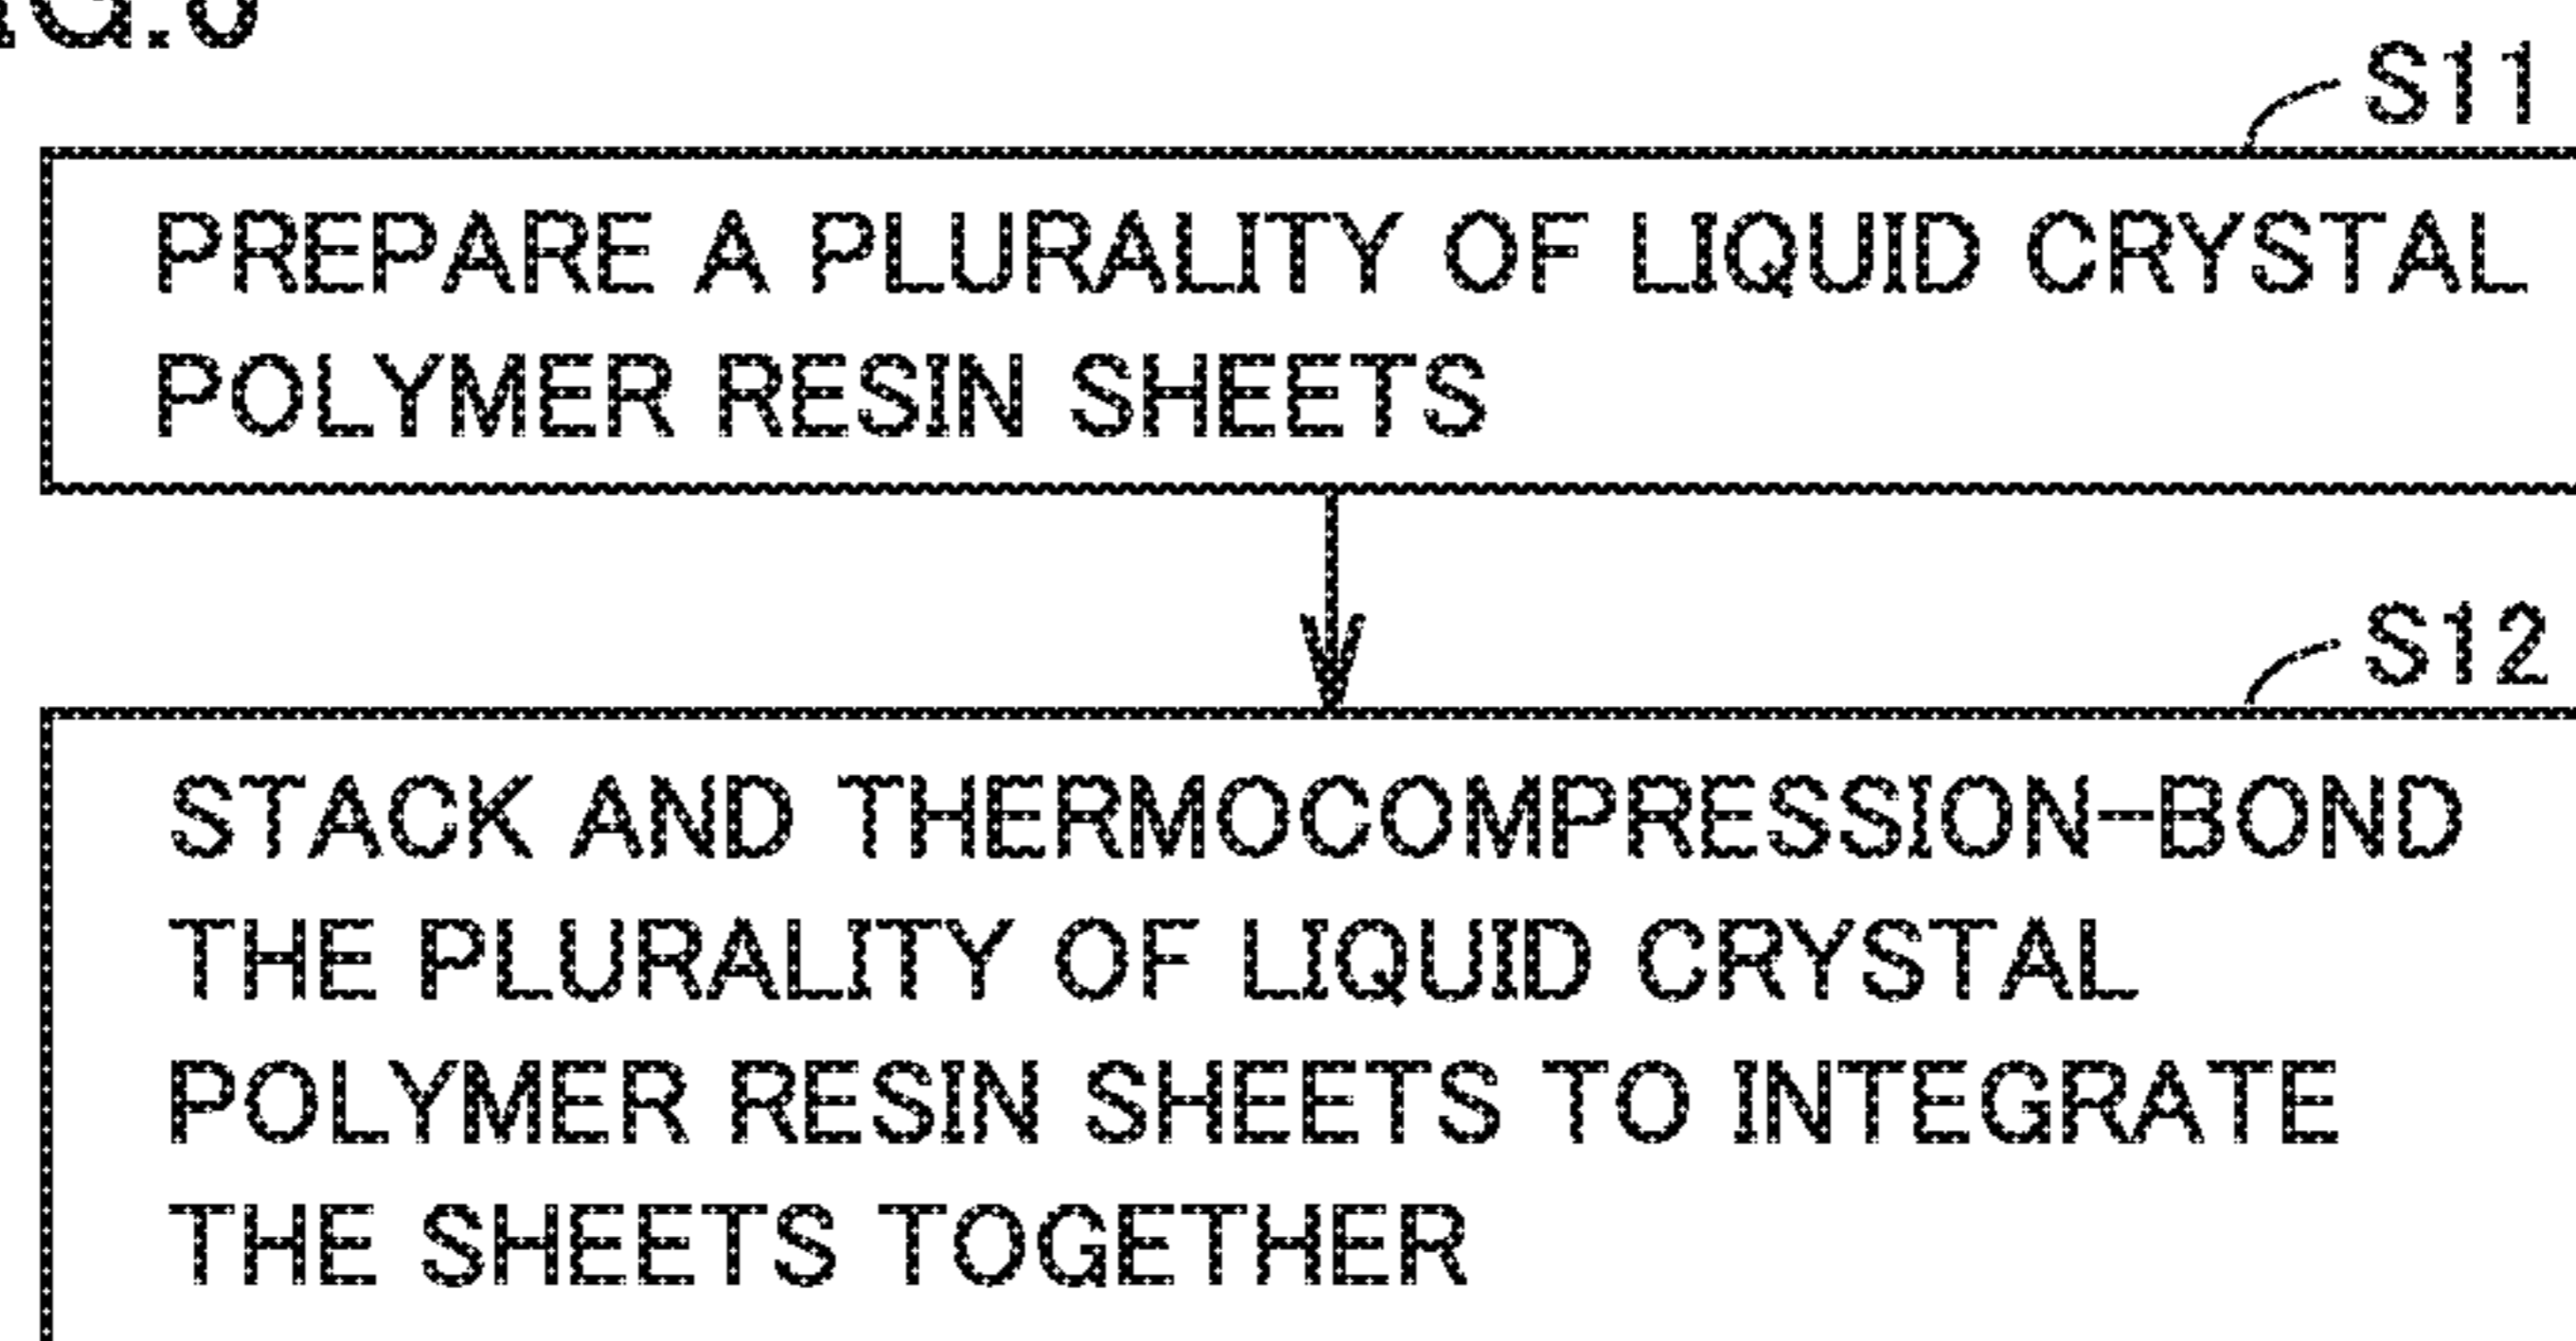 S11
PREPARE A PLURALITY OF LIQUID CRYSTAL
POLYMER RESIN SHEETS
S12
STACK AND THERMOCOMPRESSION-BOND
THE PLURALITY OF LIQUID CRYSTAL
POLYMER RESIN SHEETS TO INTEGRATE
THE SHEETS TOGETHER